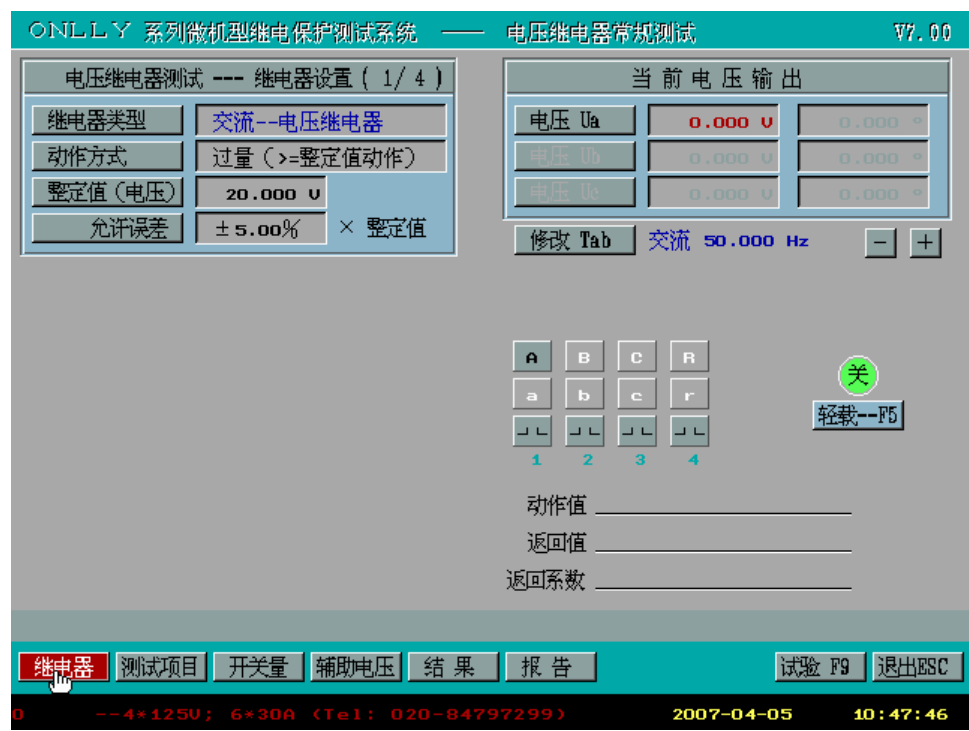 ONLLY 系列微机型继电保护测试系统 —— 电压继电器常规测试 V7.00
电压继电器测试 --- 继电器设置 ( 1/ 4 )
继电器类型 交流--电压继电器
动作方式 过量 (>=整定值动作)
整定值 (电压) 20.000 V
允许误差 ±5.00% × 整定值
当 前 电 压 输 出
电压 Ua 0.000 V 0.000 °
电压 Ub 0.000 V 0.000 °
电压 Uc 0.000 V 0.000 °
修改 Tab 交流 50.000 Hz - +
A B C R
a b c r
1 2 3 4
关
轻载--F5
动作值
返回值
返回系数
继电器 测试项目 开关量 辅助电压 结 果 报 告 试验 F9 退出ESC
0 --4*125V; 6*30A (Tel: 020-84797299) 2007-04-05 10:47:46